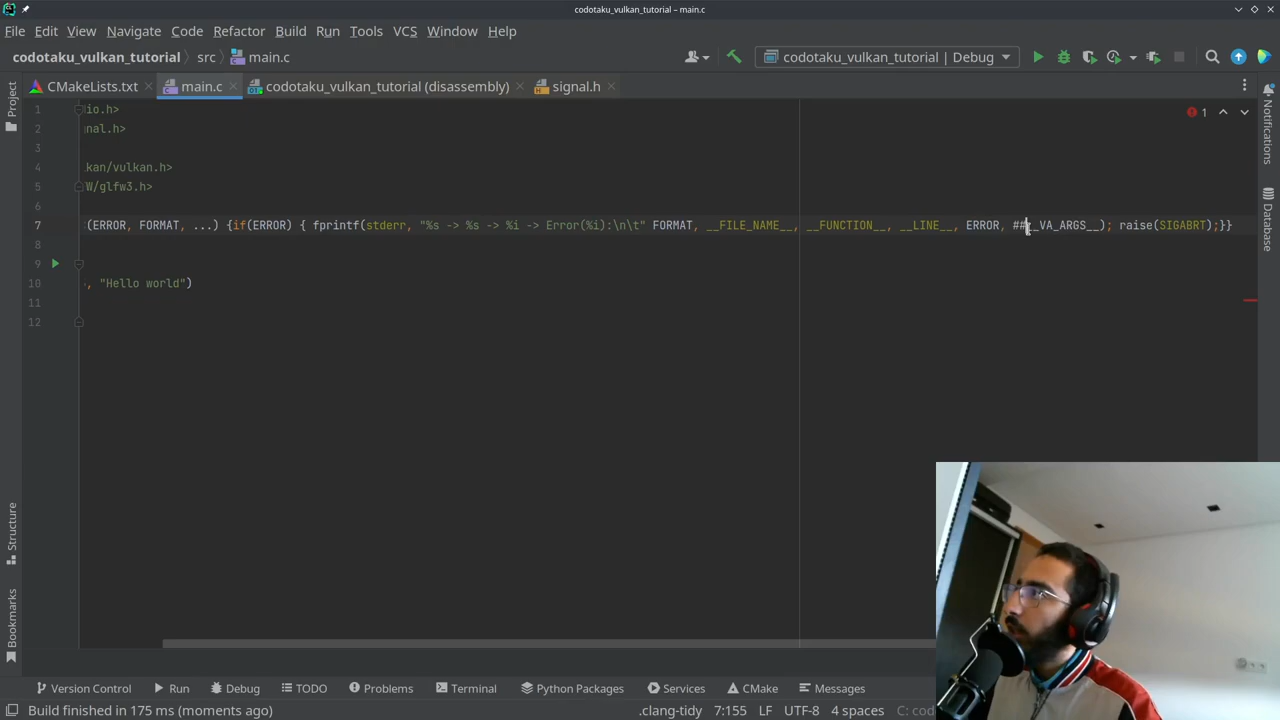 codotaku_vulkan_tutorial – main.c
File Edit View Navigate Code Refactor Build Run Tools VCS Window Help
codotaku_vulkan_tutorial src main.c codotaku_vulkan_tutorial | Debug
Project CMakeLists.txt main.c codotaku_vulkan_tutorial (disassembly) signal.h Notifications
1 io.h> 1
2 nal.h>
3
4 kan/vulkan.h>
5 W/glfw3.h>
6
7 (ERROR, FORMAT, ...) {if(ERROR) { fprintf(stderr, "%s -> %s -> %i -> Error(%i):\n\t" FORMAT, __FILE_NAME__, __FUNCTION__, __LINE__, ERROR, ##__VA_ARGS__); raise(SIGABRT);}}
8
9
10 , "Hello world")
11
12
Database
Structure
Bookmarks
Version Control Run Debug TODO Problems Terminal Python Packages Services CMake Messages
Build finished in 175 ms (moments ago) .clang-tidy 7:155 LF UTF-8 4 spaces C: cod